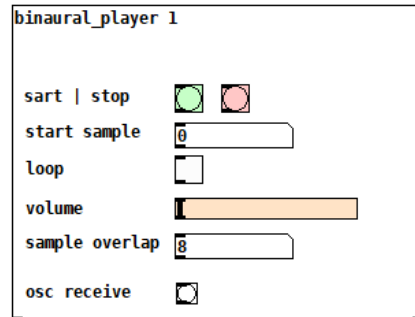 binaural_player 1
sart | stop
start sample 0
loop
volume
sample overlap 8
osc receive